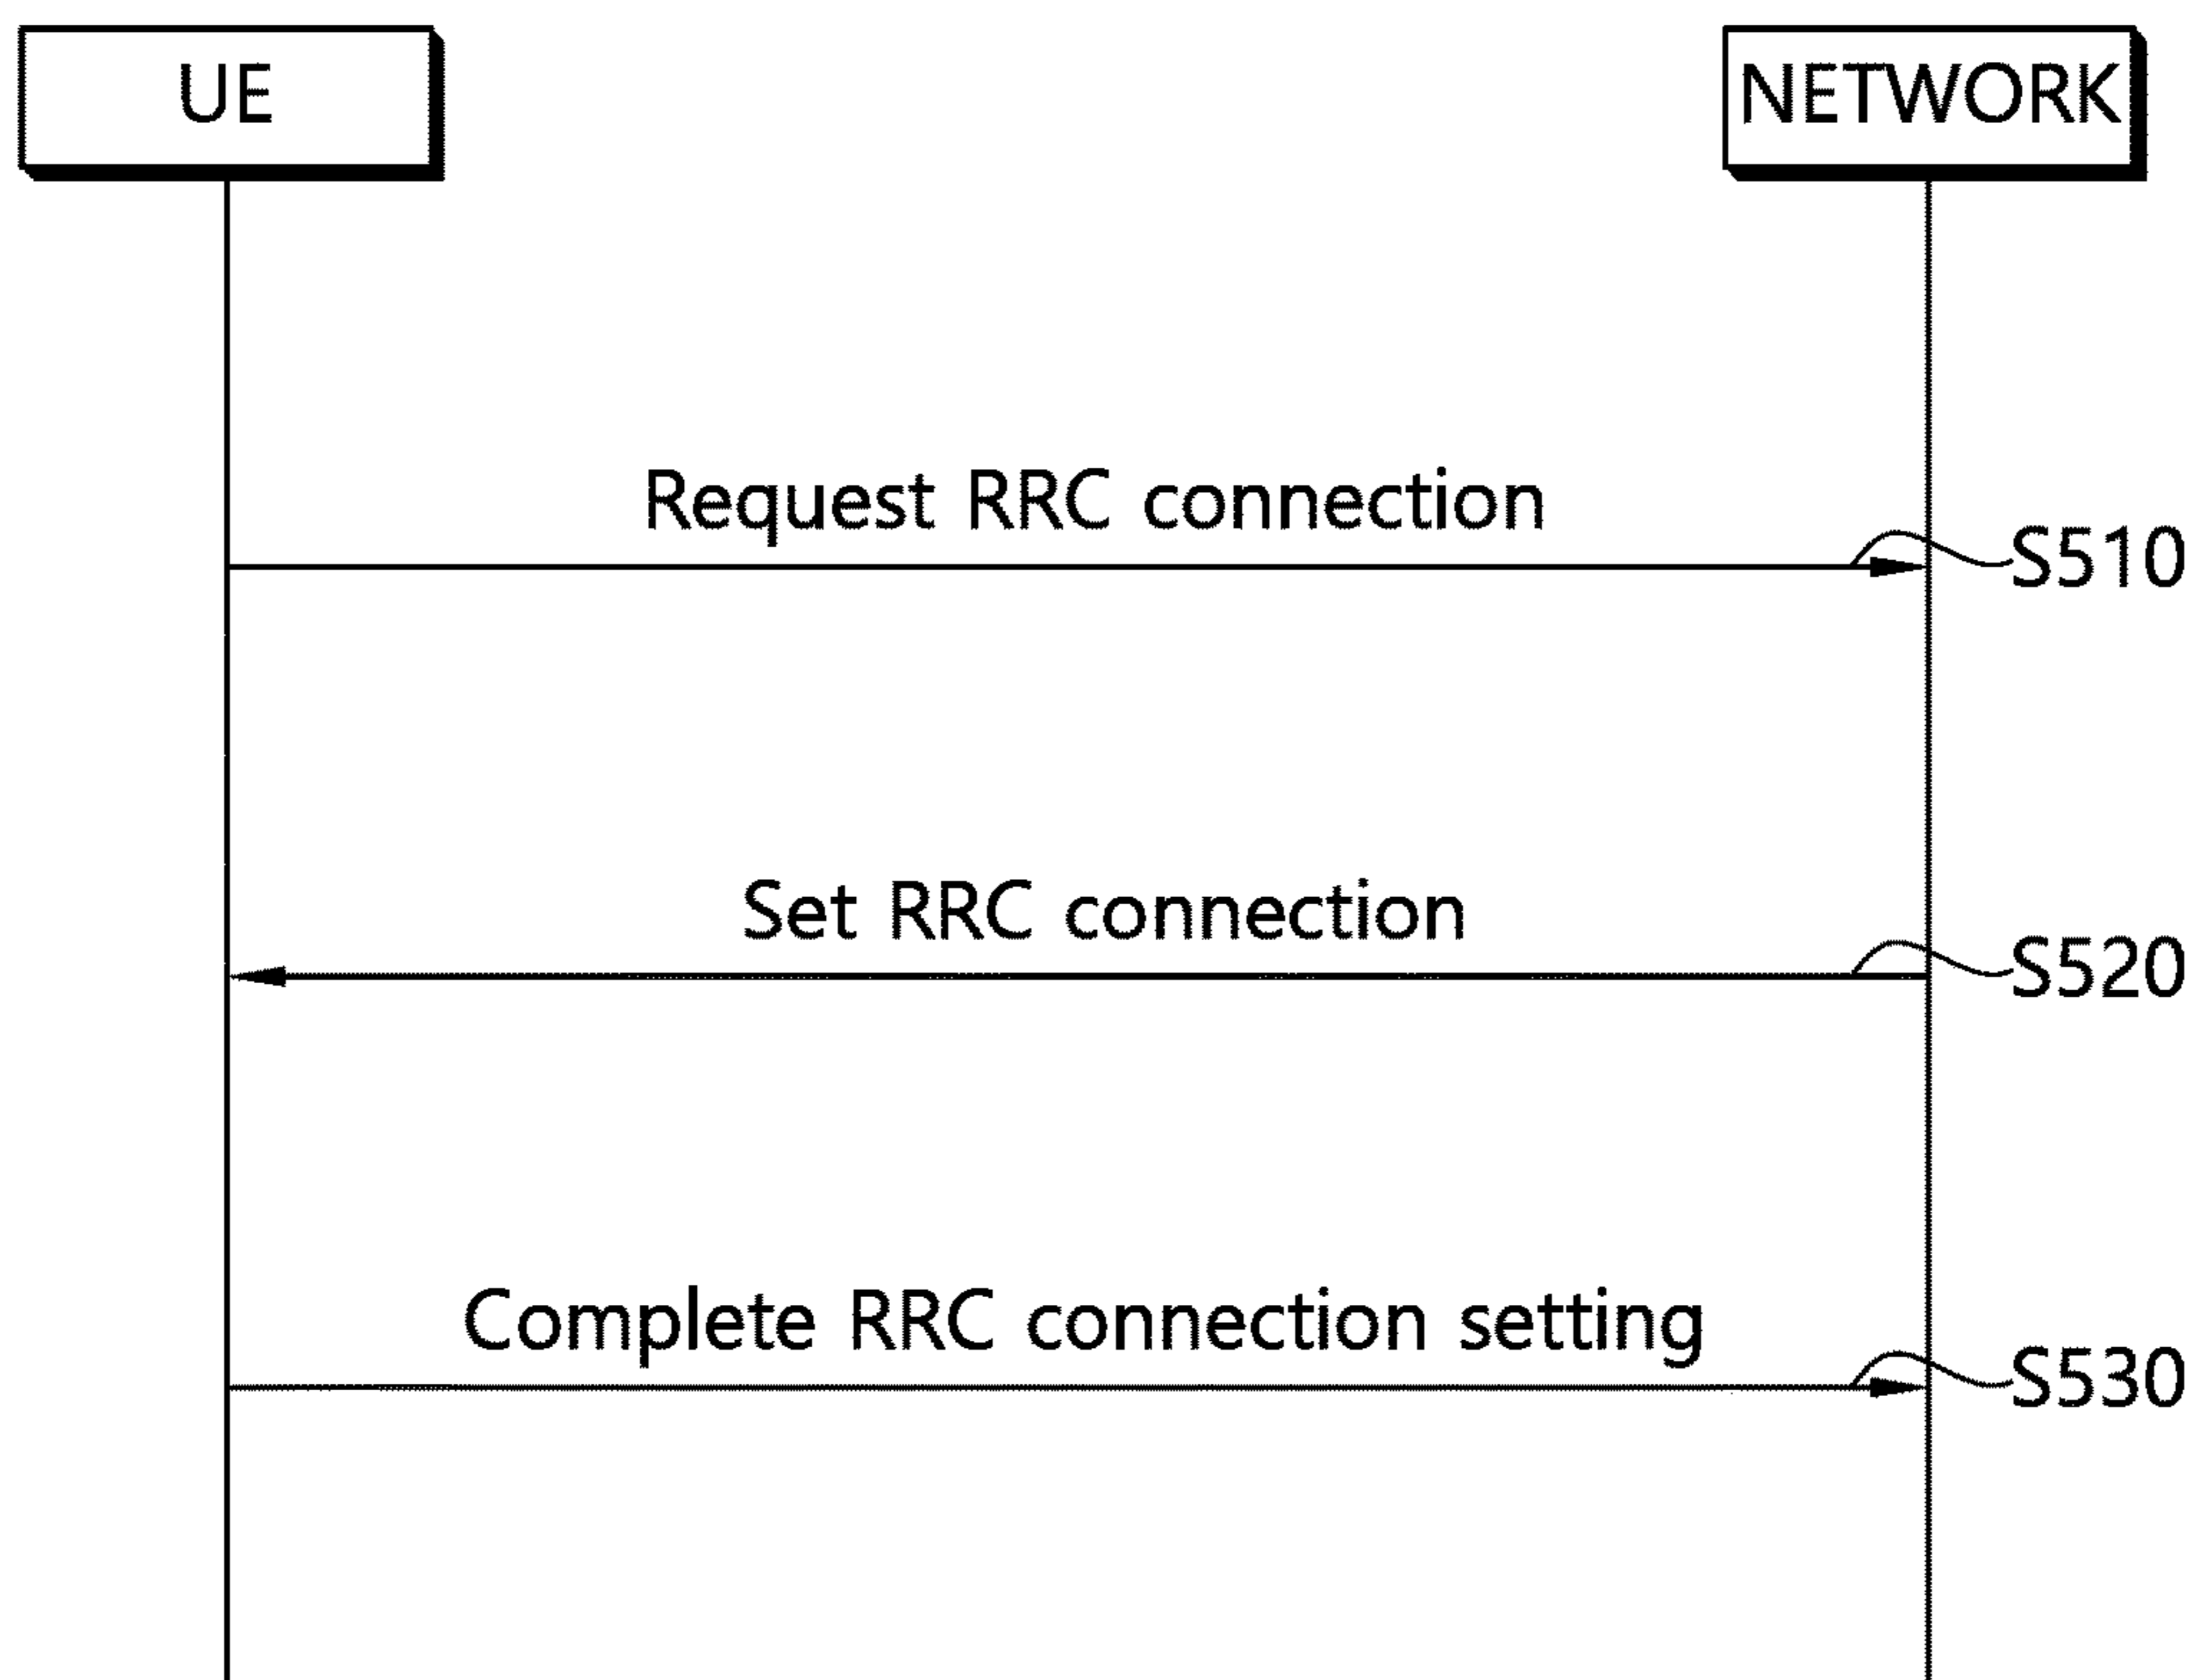 UE
NETWORK
Request RRC connection
S510
Set RRC connection
S520
Complete RRC connection setting
S530